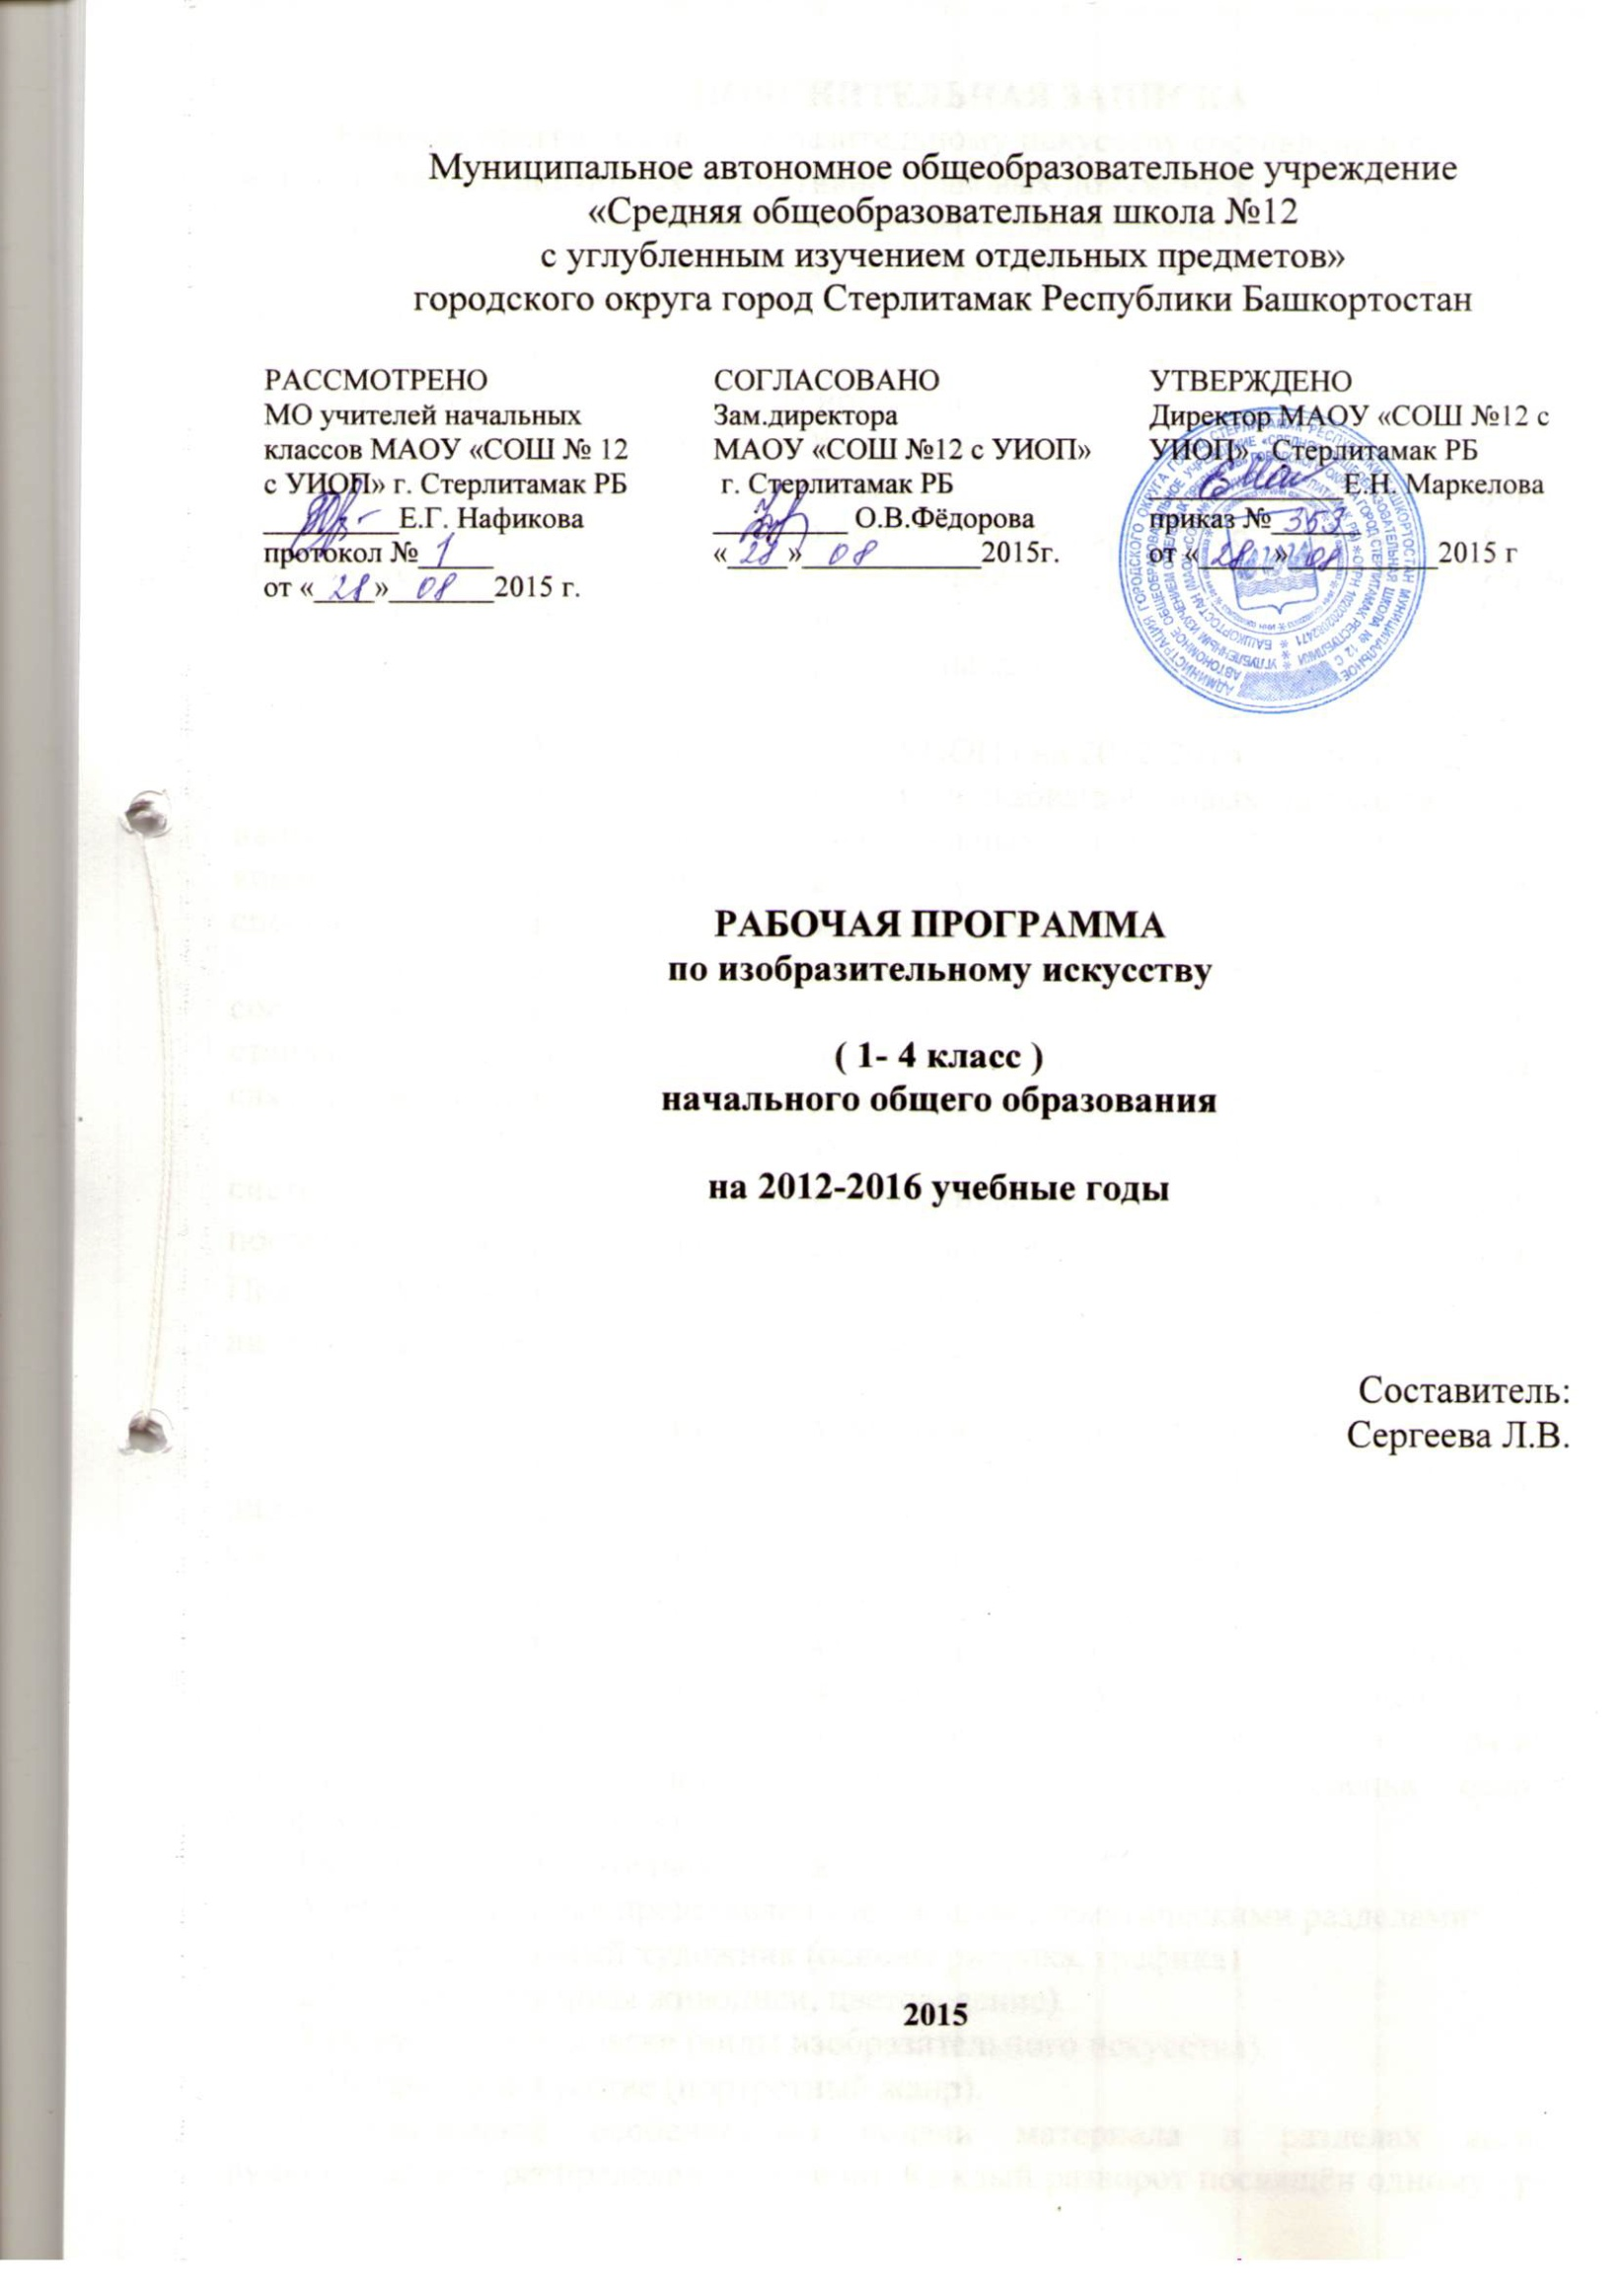 Муниципальное автономное общеобразовательное учреждение
«Средняя общеобразовательная школа №12
с углубленным изучением отдельных предметов»
городского округа город Стерлитамак Республики Башкортостан
РАССМОТРЕНО
МО учителей начальных
классов МАОУ «СОШ № 12
с УИОП» г. Стерлитамак РБ
_________ Е.Г. Нафикова
протокол № 1
от « 28 » 08 2015 г.
СОГЛАСОВАНО
Зам.директора
МАОУ «СОШ №12 с УИОП»
г. Стерлитамак РБ
_________ О.В.Фёдорова
« 28 » 08 2015г.
УТВЕРЖДЕНО
Директор МАОУ «СОШ №12 с
УИОП» г. Стерлитамак РБ
_____________Е.Н. Маркелова
приказ № 353
от « 28 » 08 2015 г
РАБОЧАЯ ПРОГРАММА
по изобразительному искусству
( 1- 4 класс )
начального общего образования
на 2012-2016 учебные годы
Составитель:
Сергеева Л.В.
2015